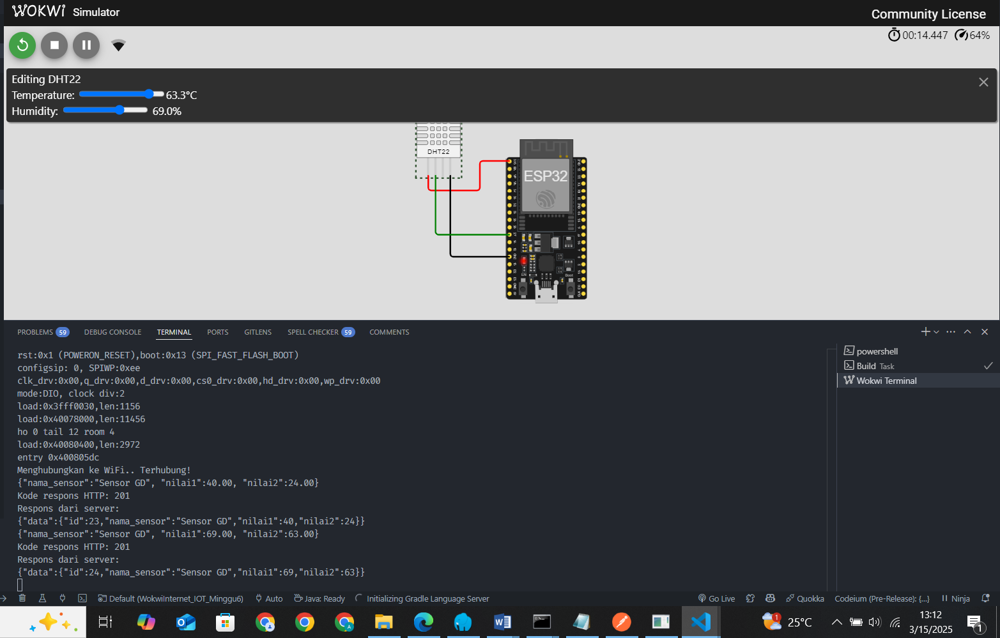 WOKWI Simulator
Community License
00:14.447 64%
Editing DHT22
Temperature: 63.3°C
Humidity: 69.0%
DHT22
ESP32
EN
Boot
PROBLEMS 59 DEBUG CONSOLE TERMINAL PORTS GITLENS SPELL CHECKER 59 COMMENTS
rst:0x1 (POWERON_RESET),boot:0x13 (SPI_FAST_FLASH_BOOT)
configsip: 0, SPIWP:0xee
clk_drv:0x00,q_drv:0x00,d_drv:0x00,cs0_drv:0x00,hd_drv:0x00,wp_drv:0x00
mode:DIO, clock div:2
load:0x3fff0030,len:1156
load:0x40078000,len:11456
ho 0 tail 12 room 4
load:0x40080400,len:2972
entry 0x400805dc
Menghubungkan ke WiFi.. Terhubung!
{"nama_sensor":"Sensor GD", "nilai1":40.00, "nilai2":24.00}
Kode respons HTTP: 201
Respons dari server:
{"data":{"id":23,"nama_sensor":"Sensor GD","nilai1":40,"nilai2":24}}
{"nama_sensor":"Sensor GD", "nilai1":69.00, "nilai2":63.00}
Kode respons HTTP: 201
Respons dari server:
{"data":{"id":24,"nama_sensor":"Sensor GD","nilai1":69,"nilai2":63}}
powershell
Build Task
Wokwi Terminal
Default (WokwiInternet_IOT_Minggu6) Auto Java: Ready Initializing Gradle Language Server Go Live Quokka Codeium (Pre-Release): {...} Ninja
1 25°C
13:12
3/15/2025
1